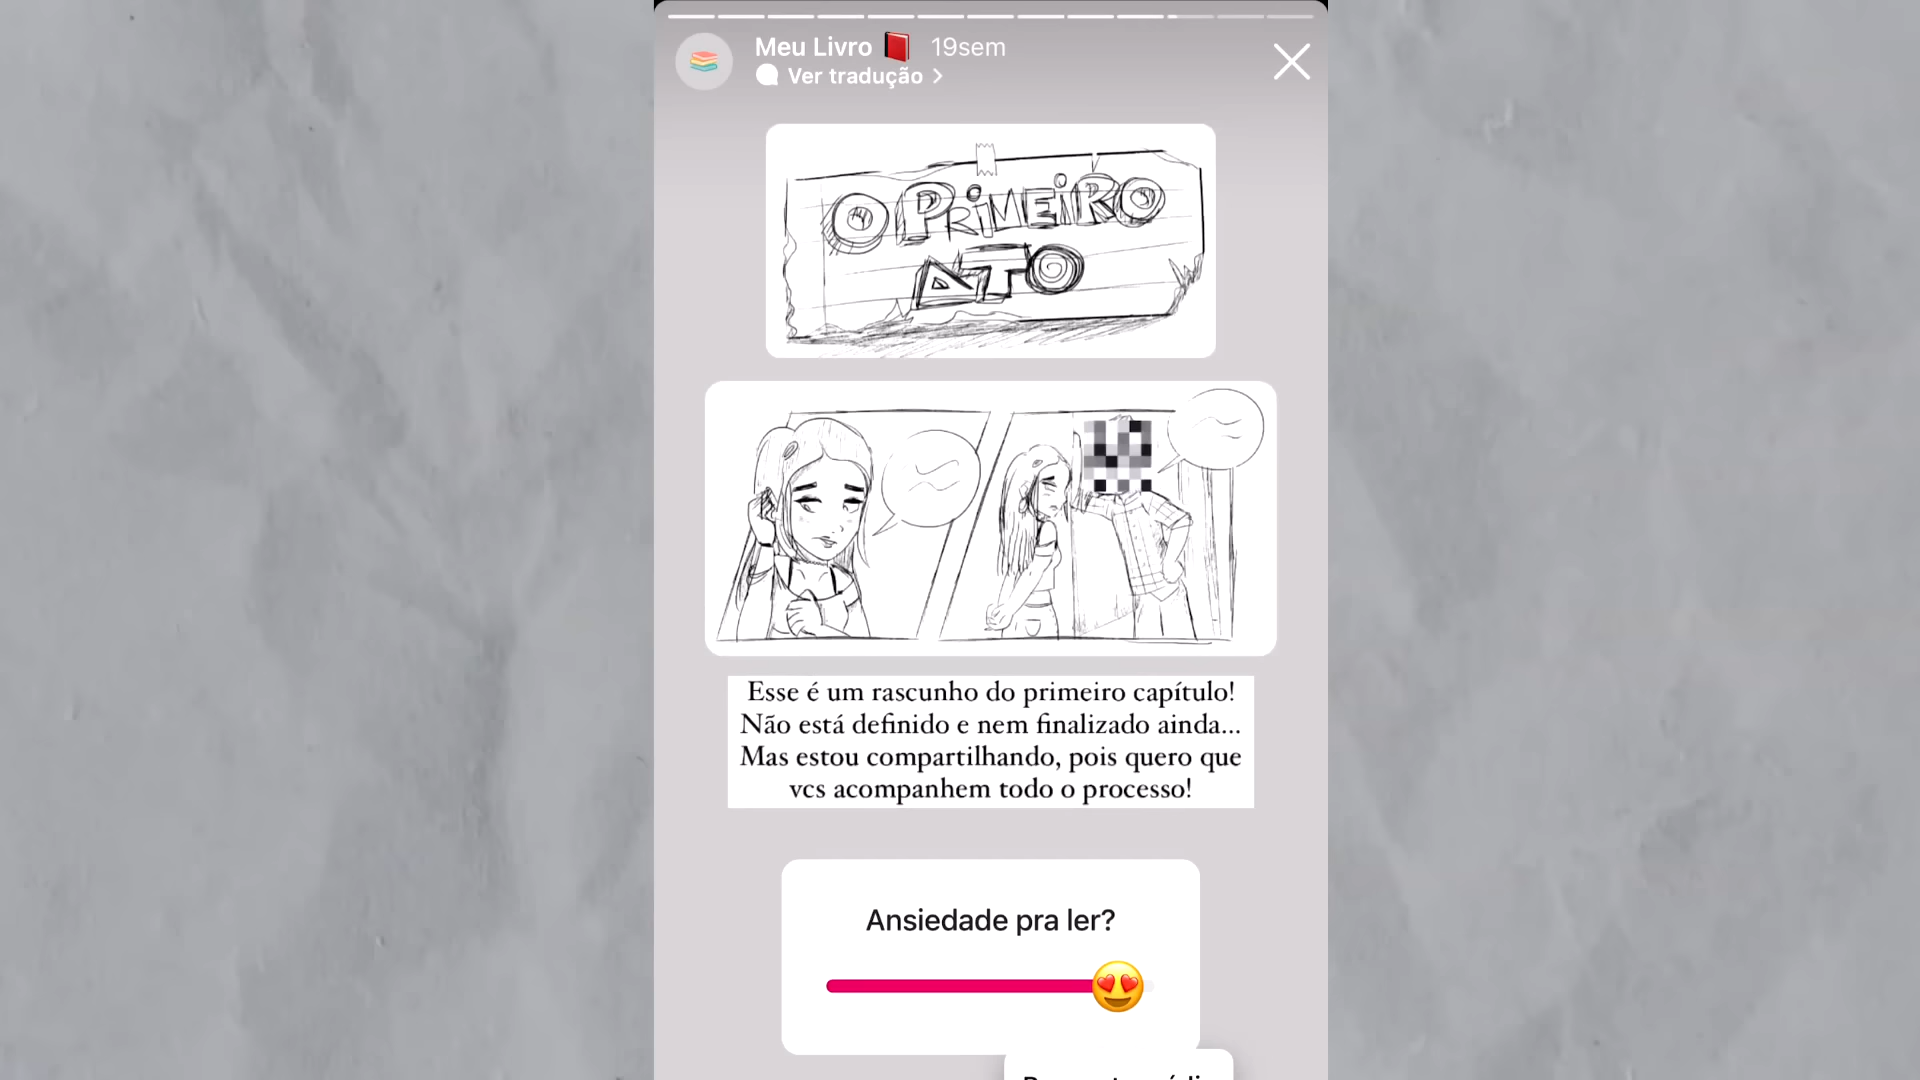 Meu Livro 📕 19sem
Ver tradução
O PRiMEiRO
ATO
Esse é um rascunho do primeiro capítulo!
Não está definido e nem finalizado ainda...
Mas estou compartilhando, pois quero que
vcs acompanhem todo o processo!
Ansiedade pra ler?